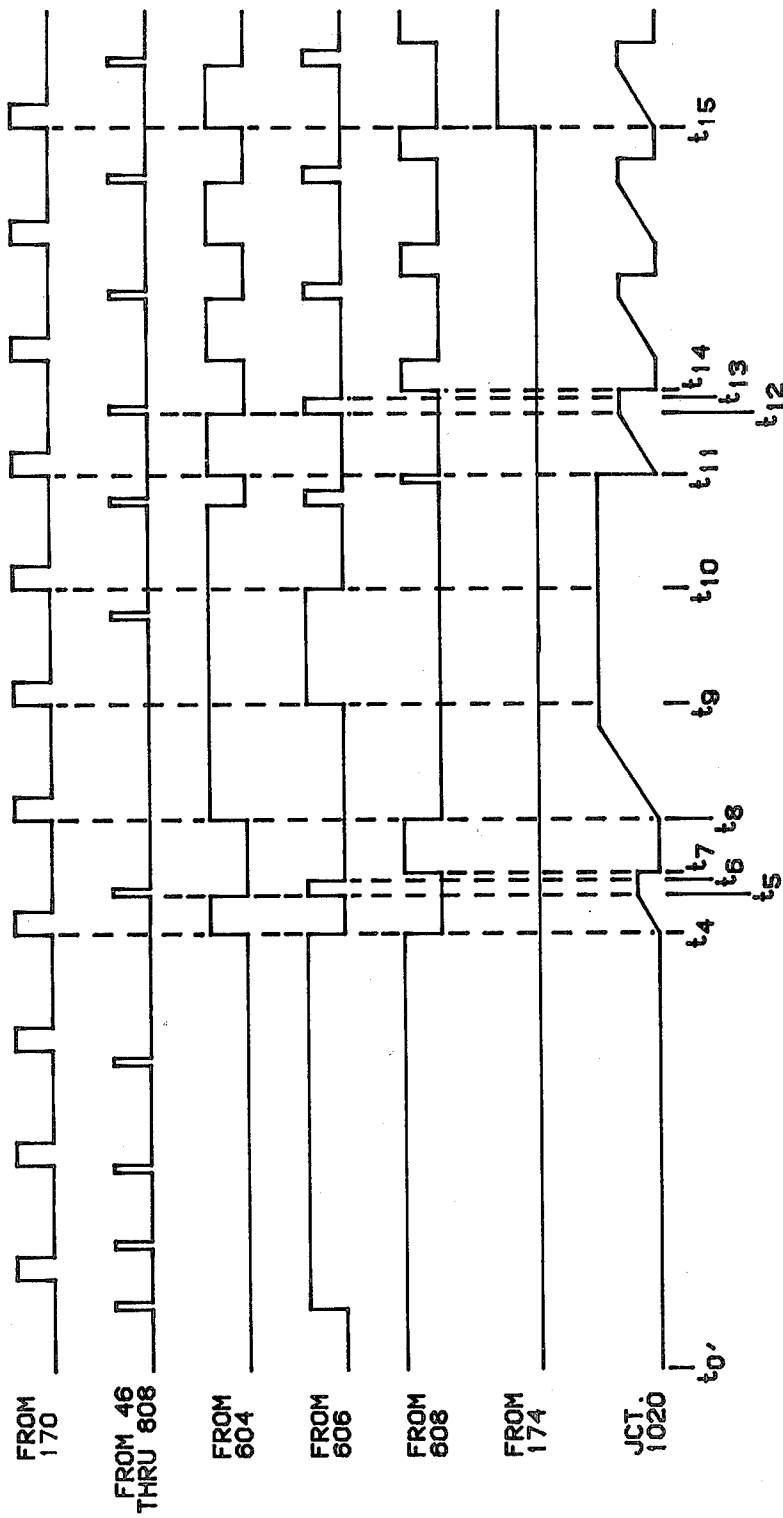 FROM
170
FROM 46
THRU 808
FROM
604
FROM
606
FROM
608
FROM
174
JCT.
1020
t0'
t4
t5
t6
t7
t8
t9
t10
t11
t12
t13
t14
t15